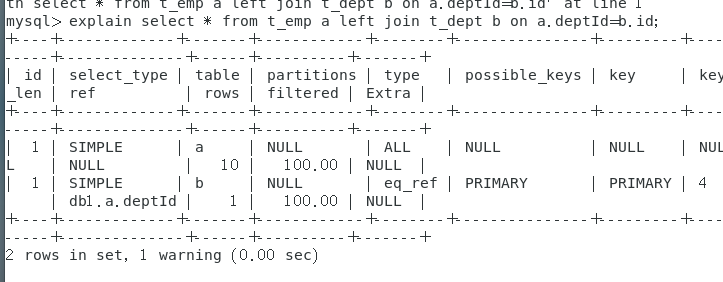 th select * from t_emp a left join t_dept b on a.deptId=b.id' at line 1
mysql> explain select * from t_emp a left join t_dept b on a.deptId=b.id;
+----+-------------+-------+------------+--------+---------------+---------+----
-----+-------------+------+----------+-------+
| id | select_type | table | partitions | type | possible_keys | key | key
_len | ref | rows | filtered | Extra |
+----+-------------+-------+------------+--------+---------------+---------+----
-----+-------------+------+----------+-------+
| 1 | SIMPLE | a | NULL | ALL | NULL | NULL | NUL
L | NULL | 10 | 100.00 | NULL |
| 1 | SIMPLE | b | NULL | eq_ref | PRIMARY | PRIMARY | 4
| db1.a.deptId | 1 | 100.00 | NULL |
+----+-------------+-------+------------+--------+---------------+---------+----
-----+-------------+------+----------+-------+
2 rows in set, 1 warning (0.00 sec)